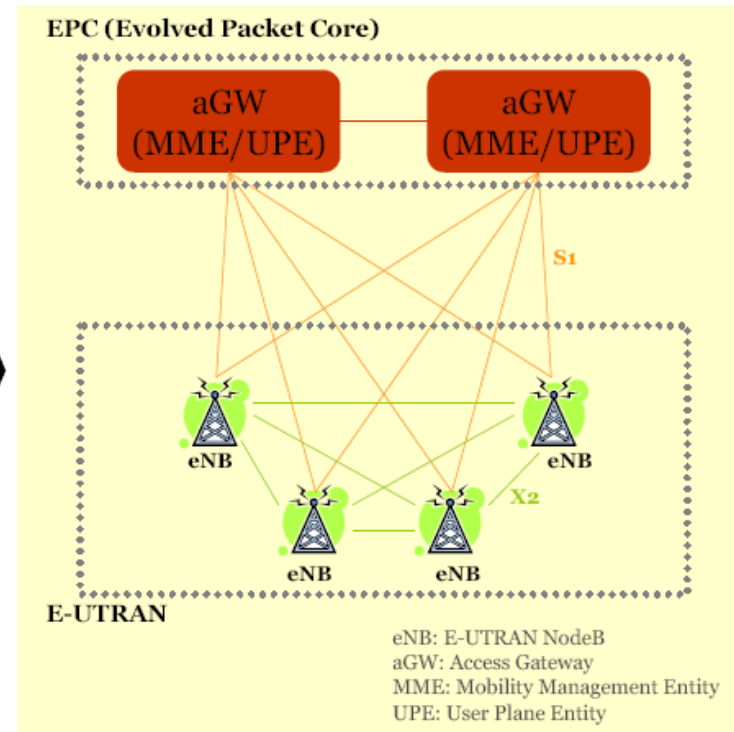 EPC (Evolved Packet Core)
aGW
(MME/UPE)
aGW
(MME/UPE)
S1
eNB
eNB
X2
eNB
eNB
E-UTRAN
eNB: E-UTRAN NodeB
aGW: Access Gateway
MME: Mobility Management Entity
UPE: User Plane Entity